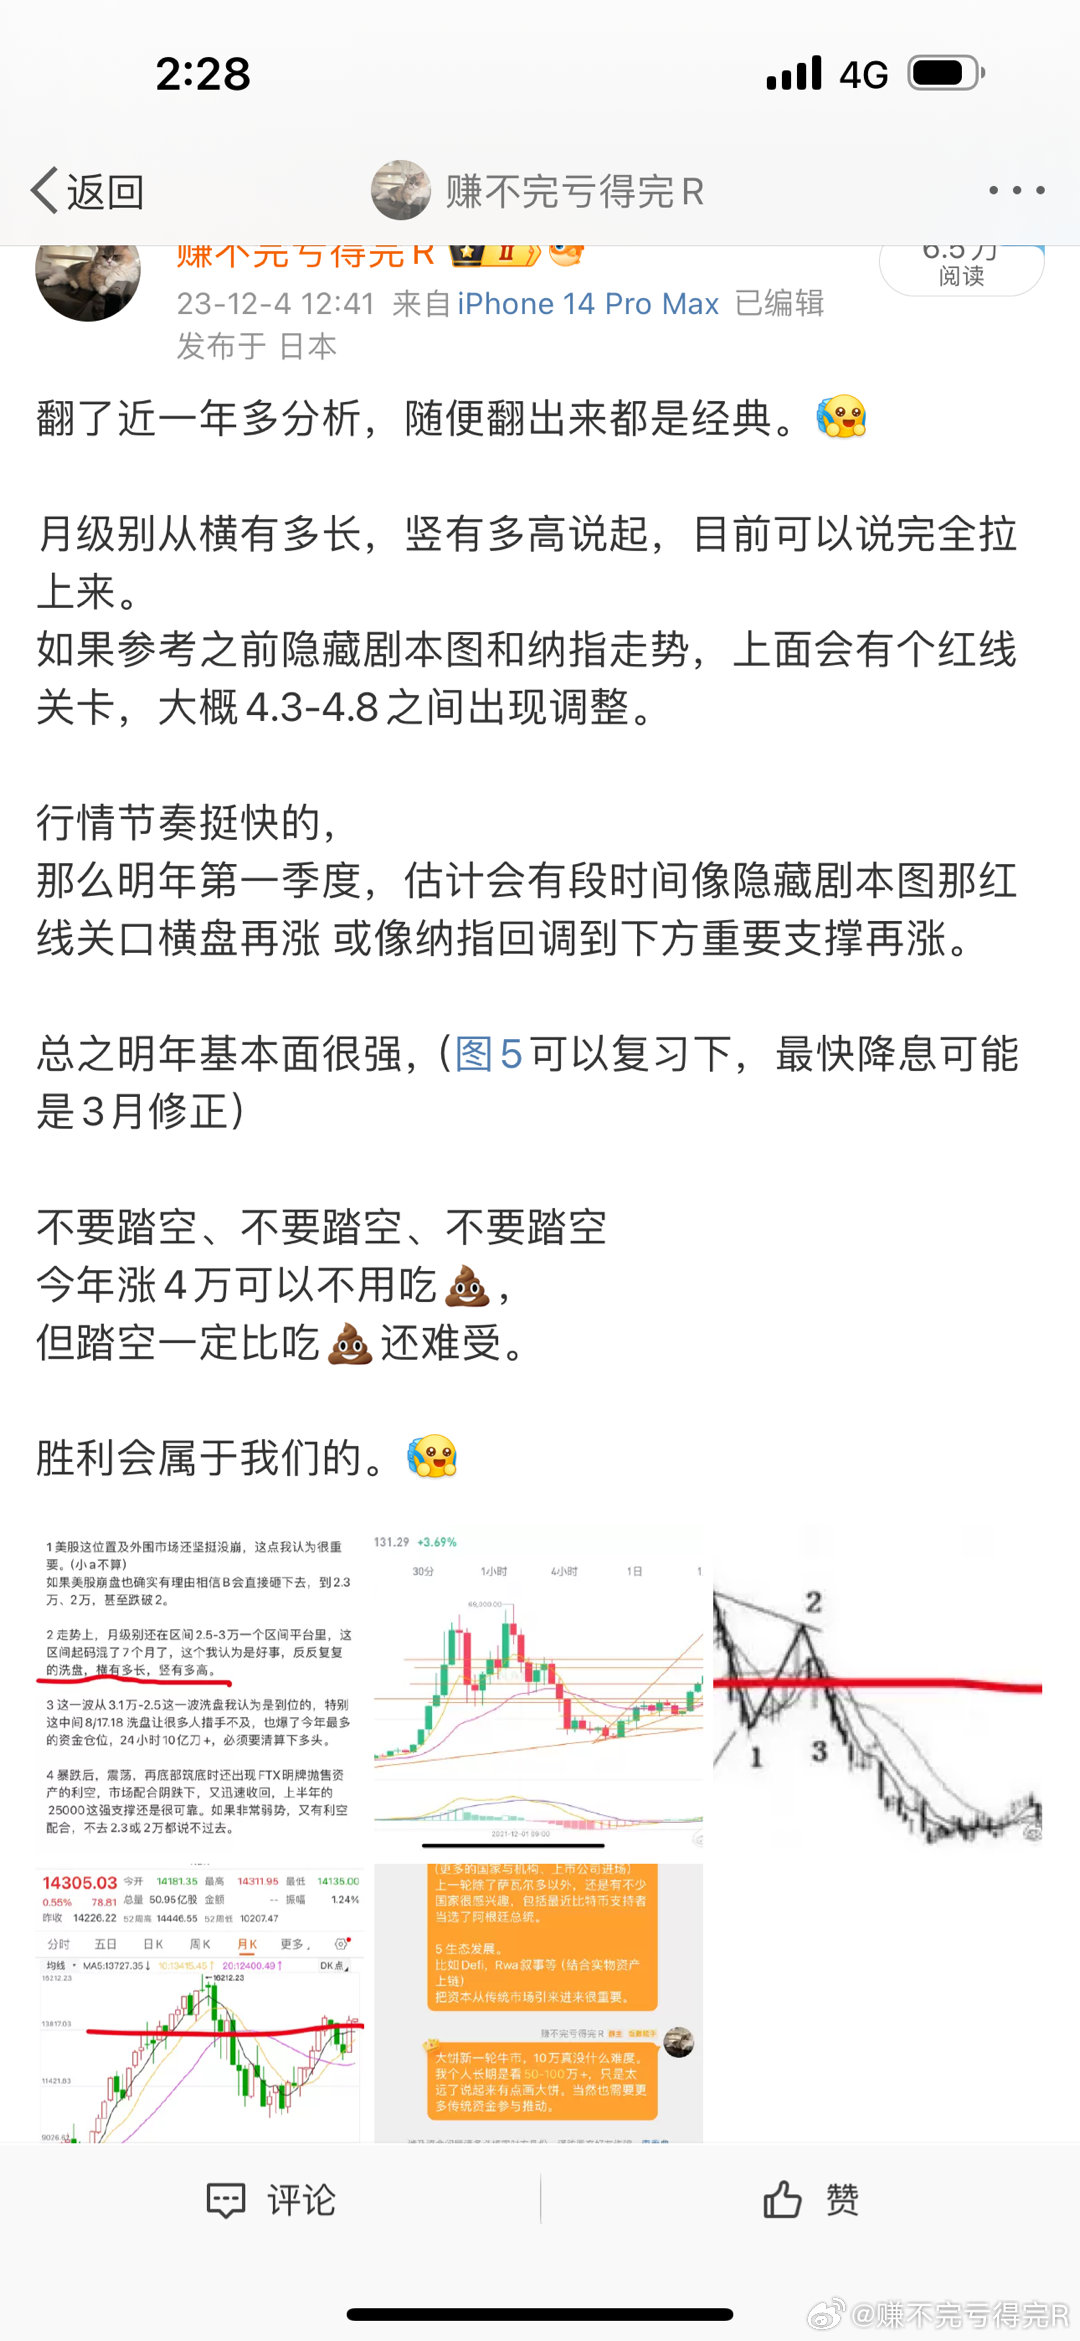 2:28
4G
返回
赚不完亏得完R
赚不完亏得完R
II
6.5万
阅读
23-12-4 12:41 来自 iPhone 14 Pro Max 已编辑
发布于 日本
翻了近一年多分析，随便翻出来都是经典。
月级别从横有多长，竖有多高说起，目前可以说完全拉
上来。
如果参考之前隐藏剧本图和纳指走势，上面会有个红线
关卡，大概4.3-4.8之间出现调整。
行情节奏挺快的，
那么明年第一季度，估计会有段时间像隐藏剧本图那红
线关口横盘再涨 或像纳指回调到下方重要支撑再涨。
总之明年基本面很强，（图5可以复习下，最快降息可能
是3月修正）
不要踏空、不要踏空、不要踏空
今年涨4万可以不用吃💩，
但踏空一定比吃💩还难受。
胜利会属于我们的。
1 美股这位置及外围市场还坚挺没崩，这点我认为很重
要。(小a不算)
如果美股崩盘也确实有理由相信B会直接砸下去，到2.3
万、2万，甚至跌破2。
2 走势上，月级别还在区间2.5-3万一个区间平台里，这
区间起码混了7个月了，这个我认为是好事，反反复复
的洗盘，横有多长，竖有多高。
3 这一波从3.1万-2.5这一波洗盘我认为是到位的，特别
这中间8/17.18 洗盘让很多人措手不及，也爆了今年最多
的资金仓位，24小时10亿刀+，必须要清算下多头。
4 暴跌后，震荡，再底部筑底时还出现FTX明牌抛售资
产的利空，市场配合阴跌下，又迅速收回，上半年的
25000这强支撑还是很可靠。如果非常弱势，又有利空
配合，不去2.3或2万都说不过去。
131.29 +3.69%
30分 1小时 4小时 1日 1
69,000.00
2021-12-01 09:00
2
1
3
14305.03 今开 14181.35 最高 14311.95 最低 14135.00
0.55% 78.81 总量 50.95亿股 金额 -- 振幅 1.24%
昨收 14226.22 52周高 14446.55 52周低 10207.47
分时 五日 日K 周K 月K 更多
均线 MA5:13727.35↓ 10:13415.45↑ 20:12400.49↑ DK点
16212.23
16212.23
13817.03
11421.83
9026.6
(更多的国家与机构、上市公司进场)
上一轮除了萨瓦尔多以外，还是有不少
国家很感兴趣，包括最近比特币支持者
当选了阿根廷总统。
5 生态发展。
比如Defi，Rwa叙事等 (结合实物资产
上链)
把资本从传统市场引来进来很重要。
赚不完亏得完R 群主
大饼新一轮牛市，10万真没什么难度。
我个人长期是看50-100万+，只是太
远了说起来有点画大饼，当然也需要更
多传统资金参与推动。
评论
赞
@赚不完亏得完R